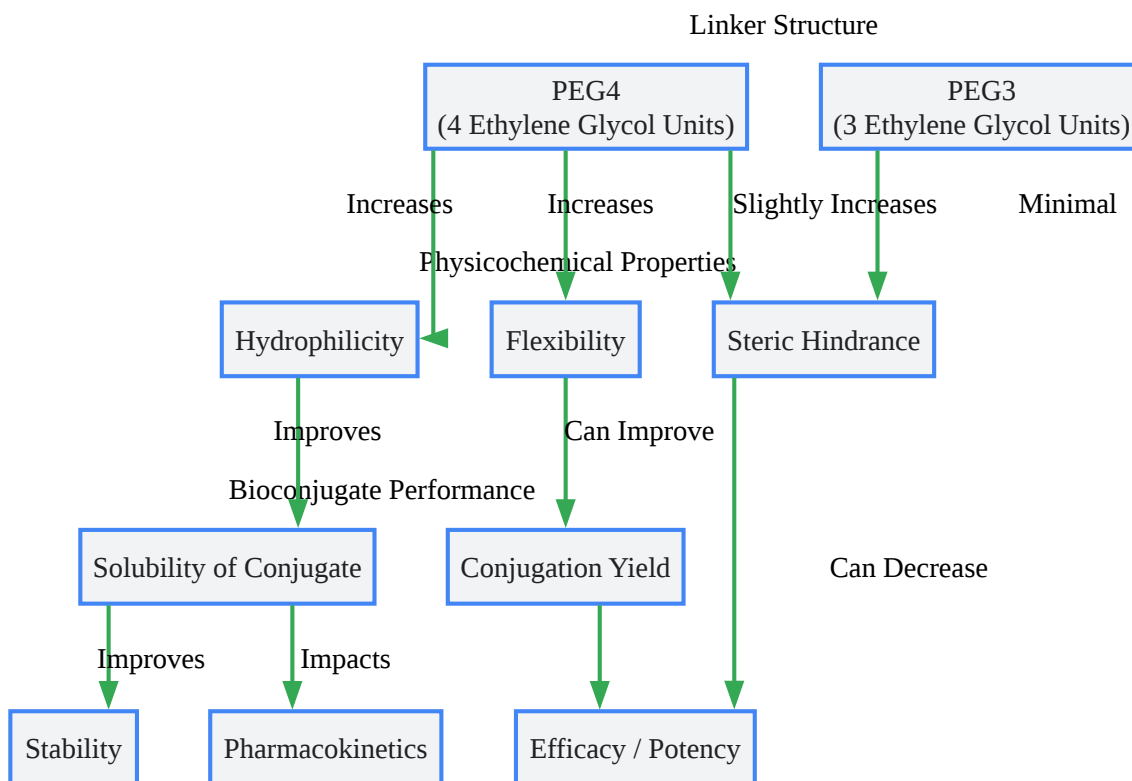 Linker Structure
PEG4
(4 Ethylene Glycol Units)
PEG3
(3 Ethylene Glycol Units)
Increases
Increases
Slightly Increases
Minimal
Physicochemical Properties
Hydrophilicity
Flexibility
Steric Hindrance
Improves
Can Improve
Bioconjugate Performance
Solubility of Conjugate
Conjugation Yield
Can Decrease
Improves
Impacts
Stability
Pharmacokinetics
Efficacy / Potency